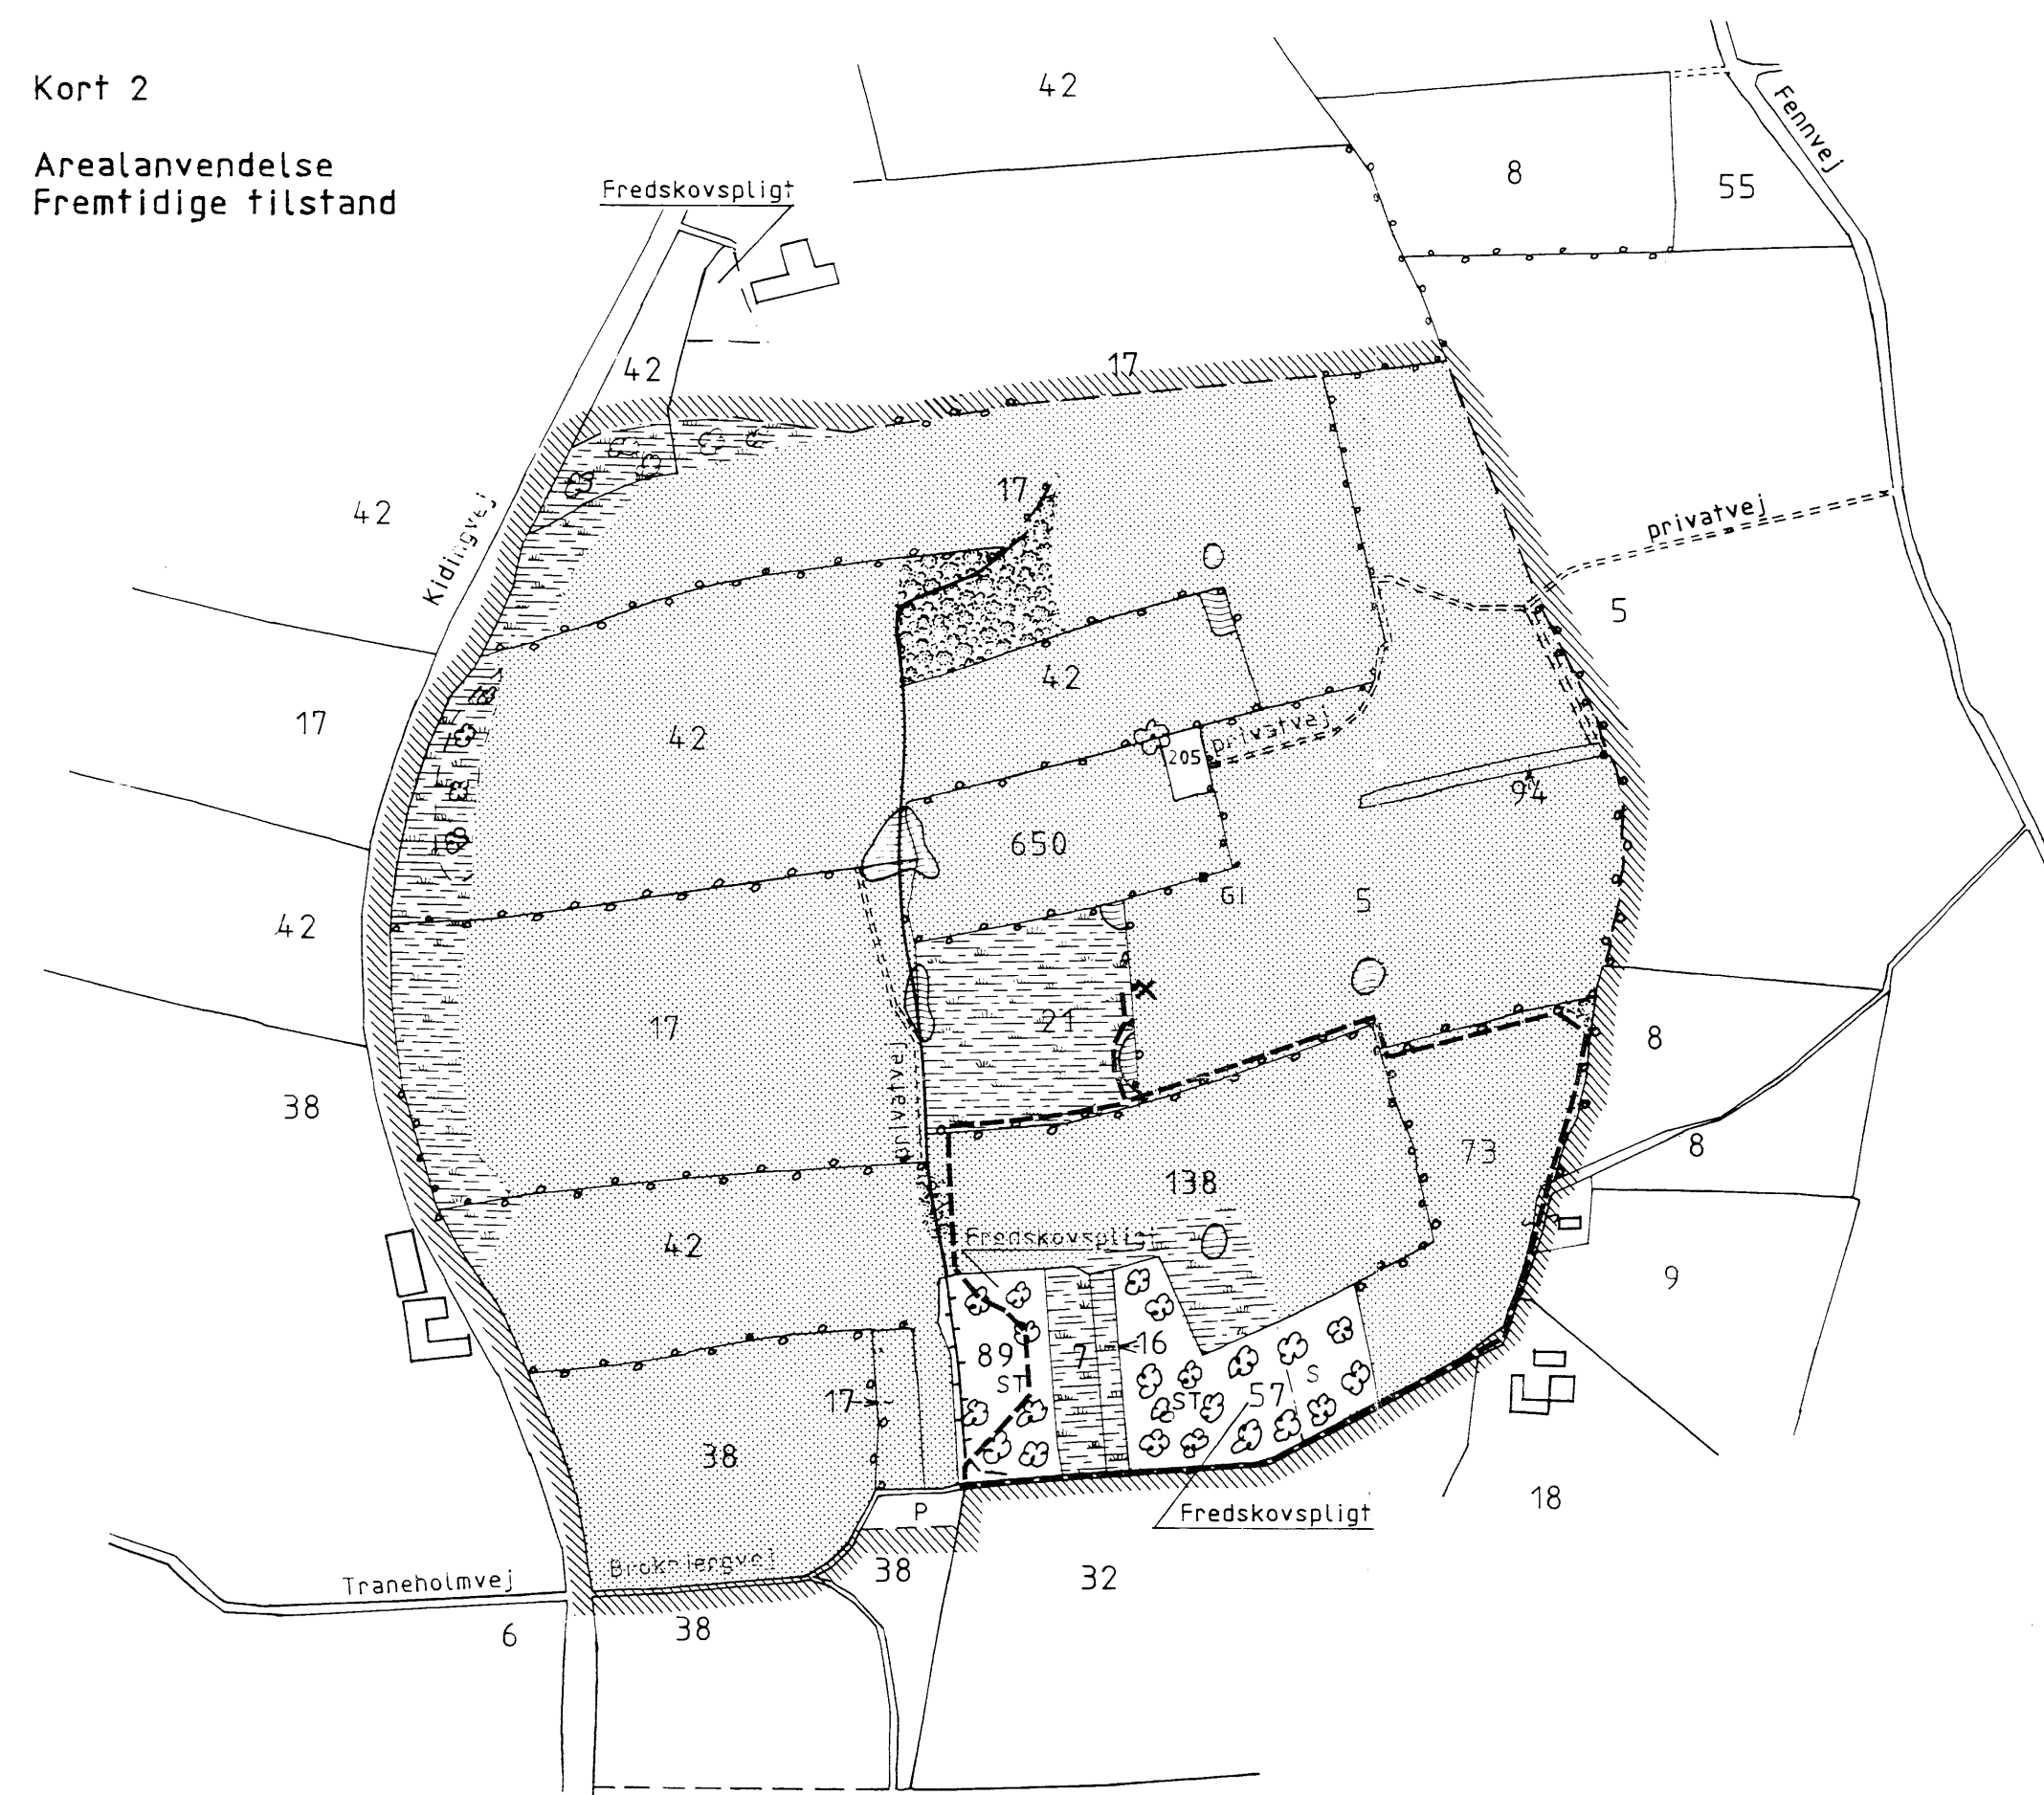 Kort 2
Arealanvendelse
Fremtidige tilstand
42
Fennvej
8
55
Fredskovspligt
42
17
42
Kidingvej
17
privatvej
5
42
17
42
privatvej
205
94
650
42
GI
5
21
17
8
38
privatvej
73
8
138
42
Fredskovspligt
9
89
7
16
ST
ST
57
S
17
38
18
P
Fredskovspligt
Brokbjergvej
38
32
Traneholmvej
6
38